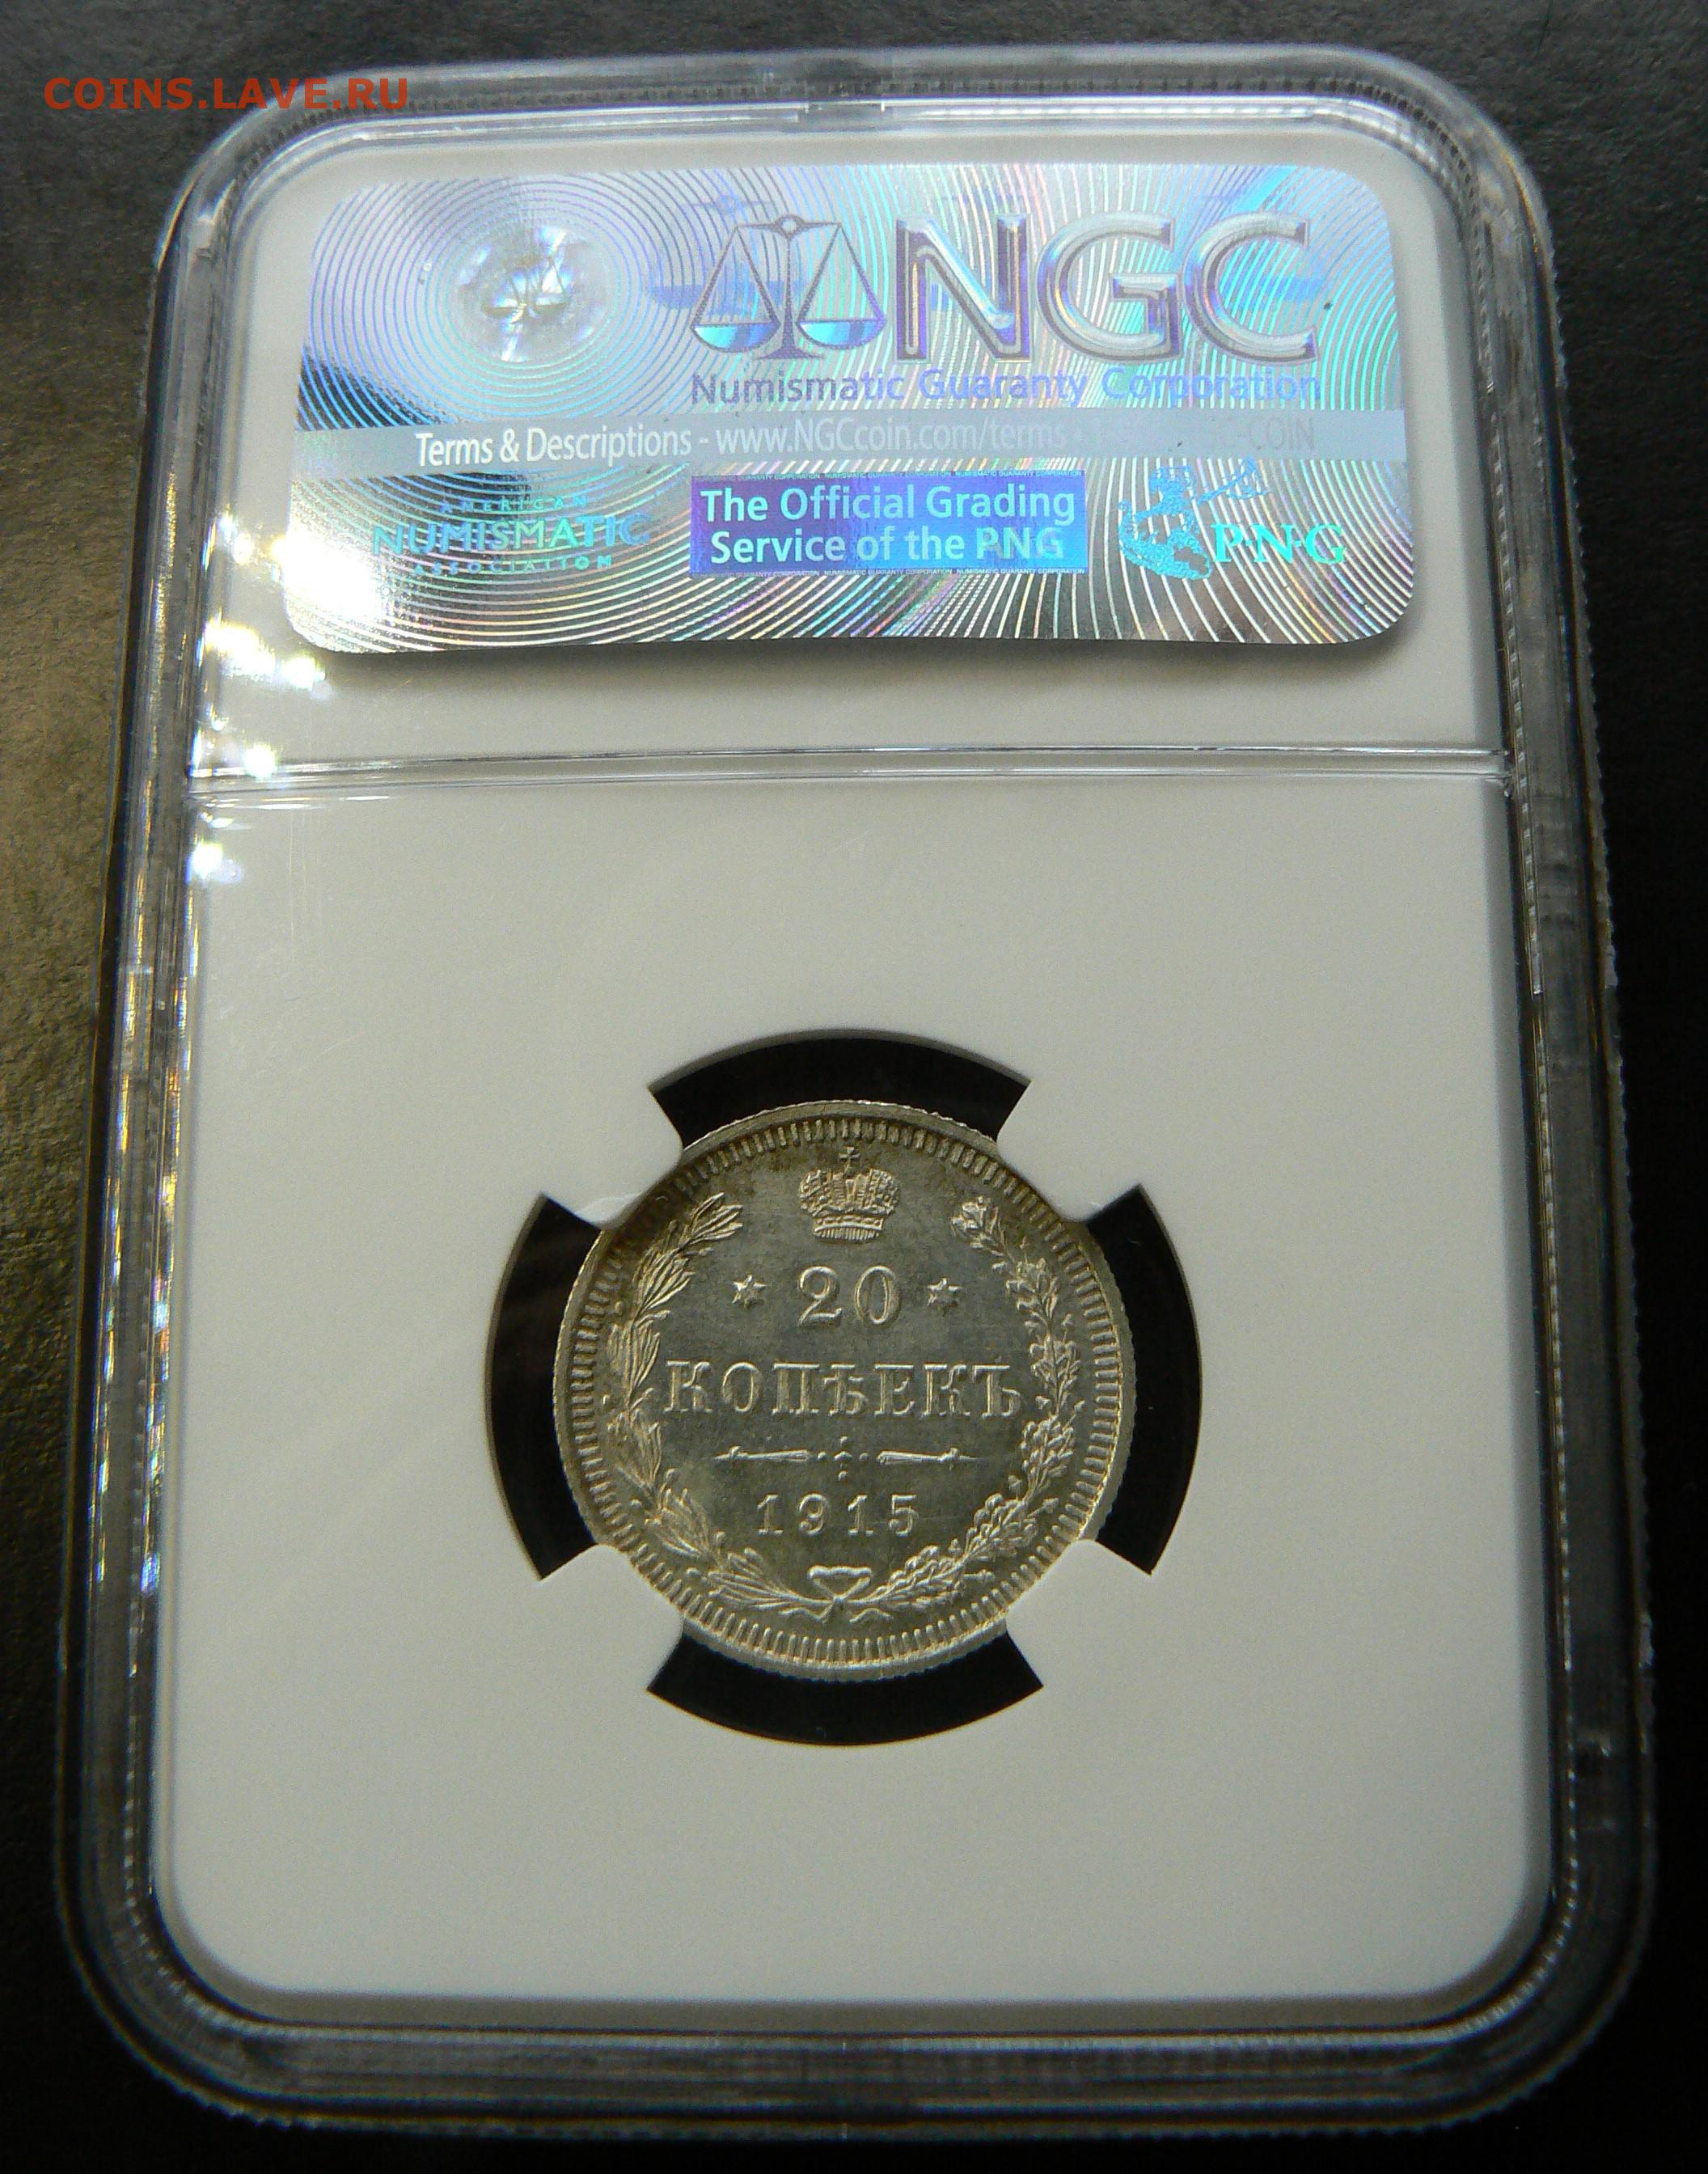 COINS.LAVE.RU
NGC
Numismatic Guaranty Corporation
Terms & Descriptions - www.NGCcoin.com/terms • COIN
AMERICAN
NUMISMATIC
ASSOCIATION
The Official Grading
Service of the PNG
P·N·G
20
КОПѢЕКЪ
1915